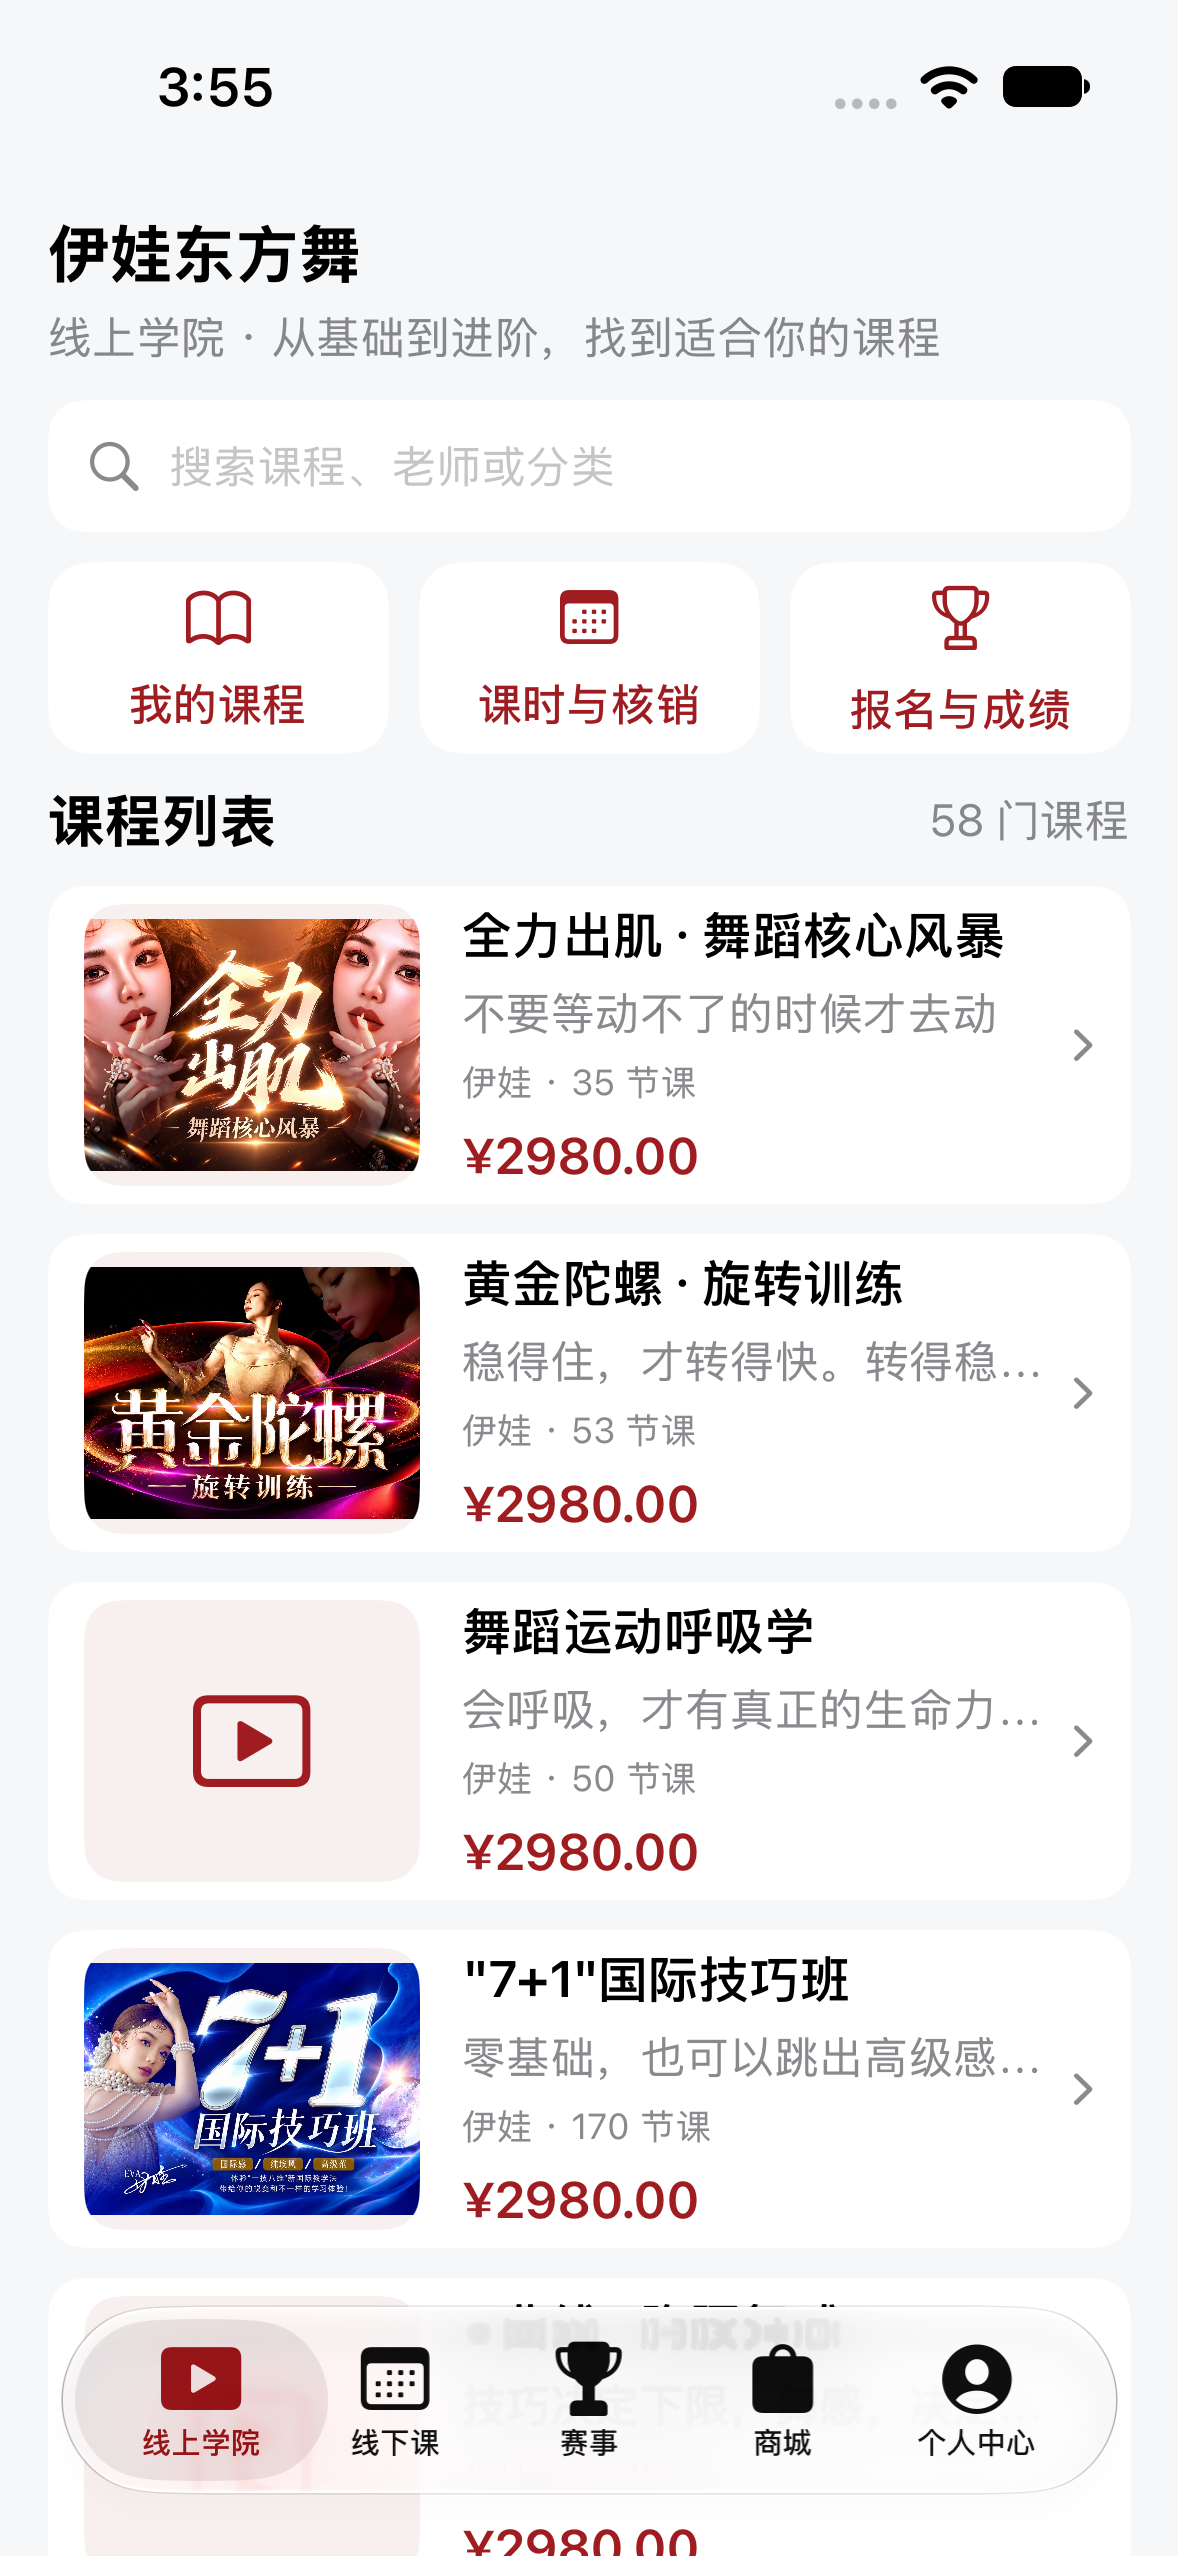 3:55
伊娃东方舞
线上学院 · 从基础到进阶，找到适合你的课程
搜索课程、老师或分类
我的课程
课时与核销
报名与成绩
课程列表
58 门课程
全力
出肌
舞蹈核心风暴
全力出肌 · 舞蹈核心风暴
不要等动不了的时候才去动
伊娃 · 35 节课
¥2980.00
黄金陀螺
旋转训练
黄金陀螺 · 旋转训练
稳得住，才转得快。转得稳...
伊娃 · 53 节课
¥2980.00
舞蹈运动呼吸学
会呼吸，才有真正的生命力...
伊娃 · 50 节课
¥2980.00
7+1
国际技巧班
EVA
"7+1"国际技巧班
零基础，也可以跳出高级感...
伊娃 · 170 节课
¥2980.00
¥2980.00
线上学院
线下课
赛事
商城
个人中心